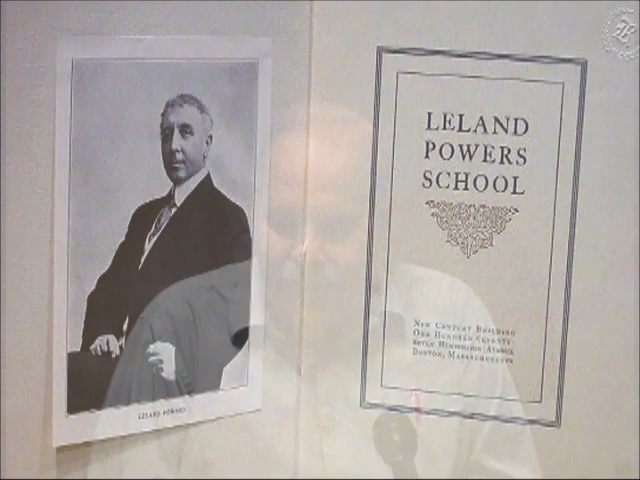 LELAND
POWERS
SCHOOL
NEW CENTURY BUILDING
ONE HUNDRED SEVENTY-
SEVEN HUNTINGTON AVENUE
BOSTON, MASSACHUSETTS
LELAND POWERS